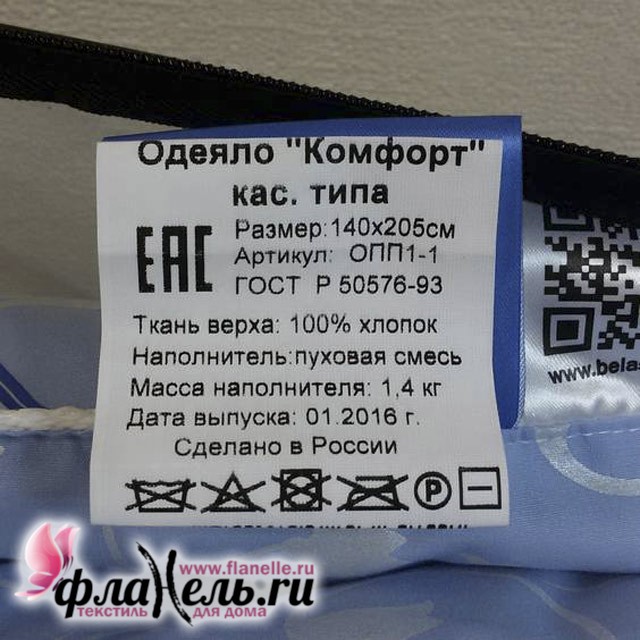 Одеяло "Комфорт"
кас. типа
ЕАС
Размер:140х205см
Артикул: ОПП1-1
ГОСТ Р 50576-93
Ткань верха: 100% хлопок
Наполнитель:пуховая смесь
Масса наполнителя: 1,4 кг
Дата выпуска: 01.2016 г.
Сделано в России
P
www.belas
www.flanelle.ru
фланель.ru
текстиль для дома